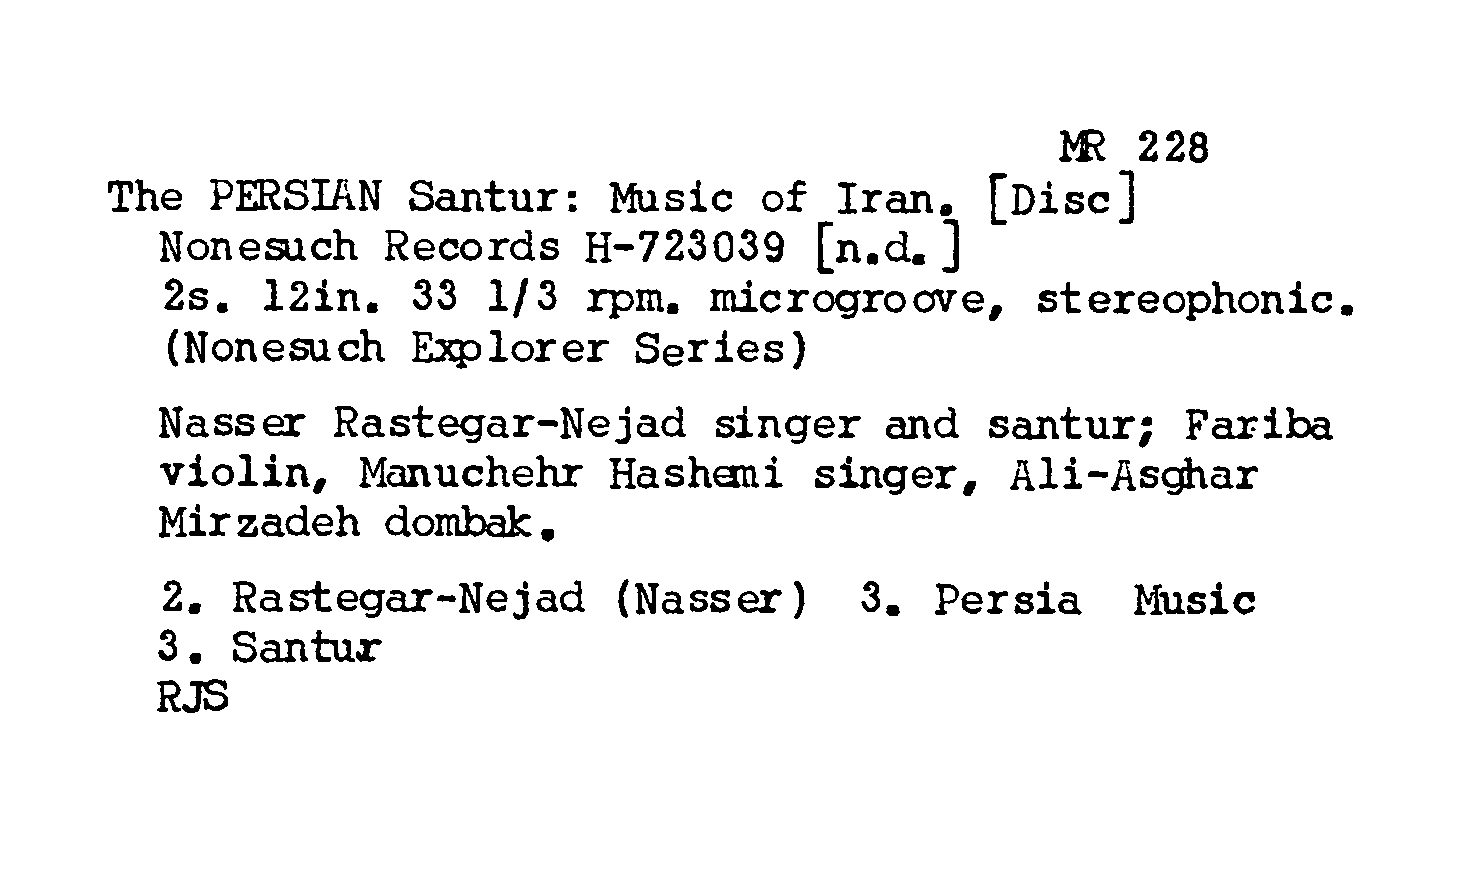 MR 228
The PERSIAN Santur: Music of Iran. [Disc]
Nonesuch Records H-723039 [n.d.]
2s. 12in. 33 1/3 rpm. microgroove, stereophonic.
(Nonesuch Explorer Series)
Nasser Rastegar-Nejad singer and santur; Fariba
violin, Manuchehr Hashemi singer, Ali-Asghar
Mirzadeh dombak.
2. Rastegar-Nejad (Nasser) 3. Persia Music
3. Santur
RJS